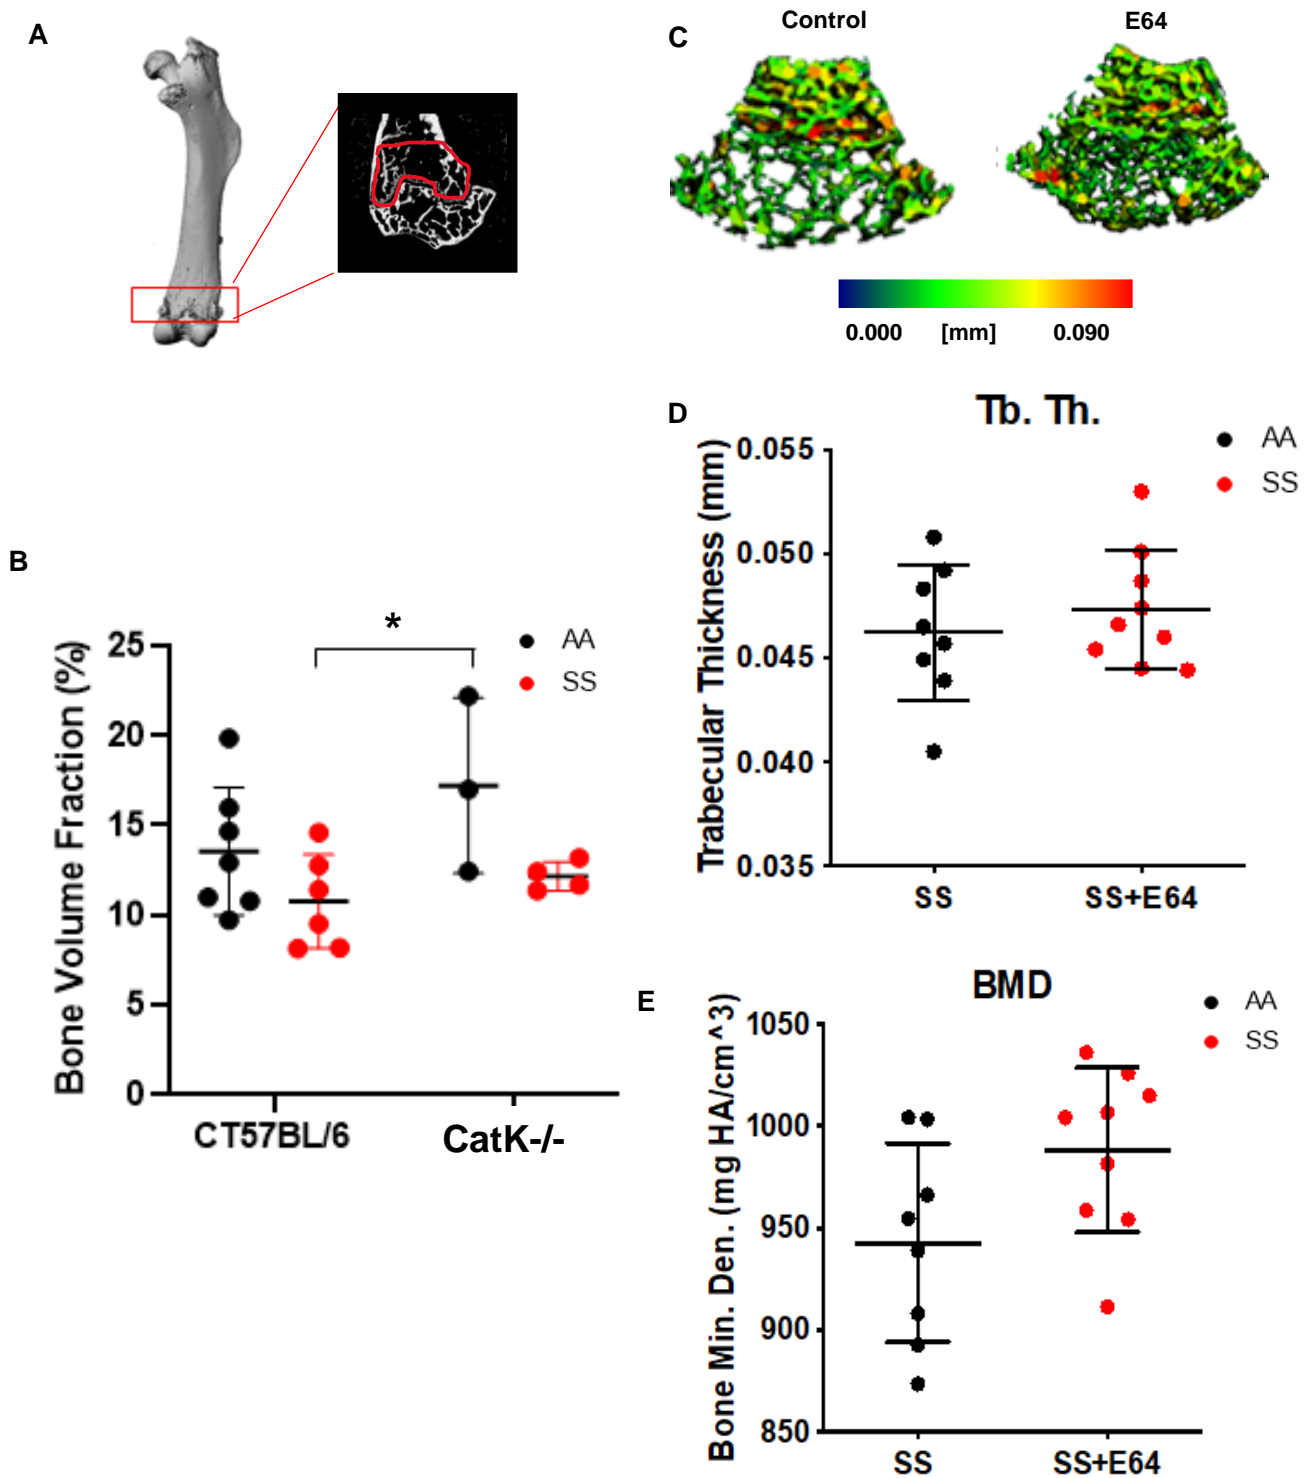 A
B
25
20
15
10
5
0
Bone Volume Fraction (%)
*
AA
SS
CT57BL/6
CatK-/-
C
Control
E64
0.000 [mm] 0.090
D
Tb. Th.
0.055
0.050
0.045
0.040
0.035
Trabecular Thickness (mm)
AA
SS
SS
SS+E64
E
BMD
1050
1000
950
900
850
Bone Min. Den. (mg HA/cm^3)
AA
SS
SS
SS+E64